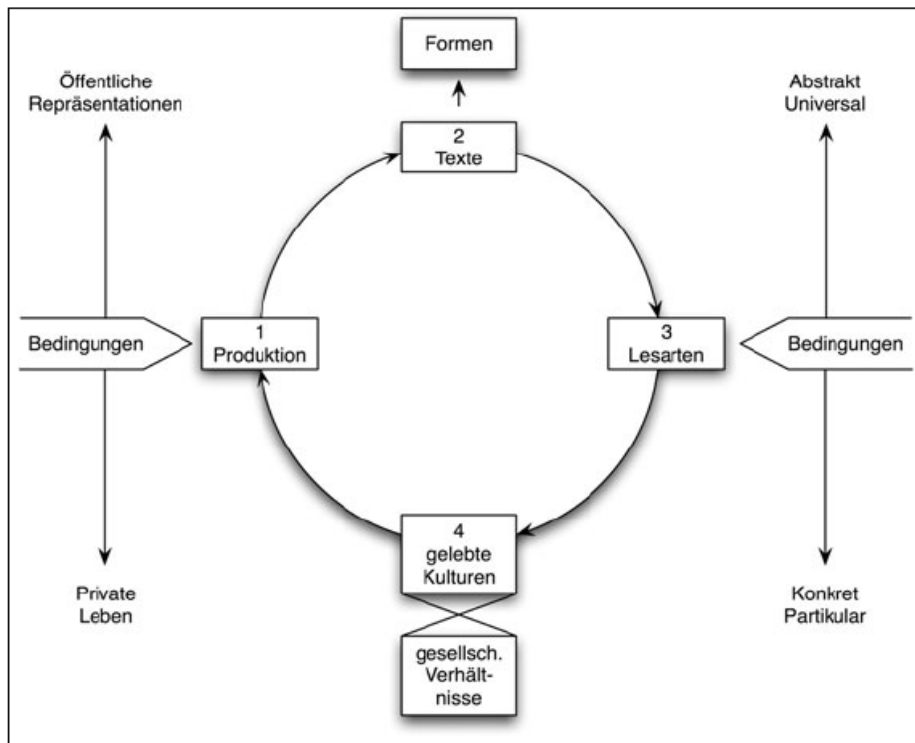 Formen
Öffentliche
Repräsentationen
Abstrakt
Universal
2
Texte
Bedingungen
1
Produktion
3
Lesarten
Bedingungen
4
gelebte
Kulturen
Private
Leben
Konkret
Partikular
gesellsch.
Verhält-
nisse